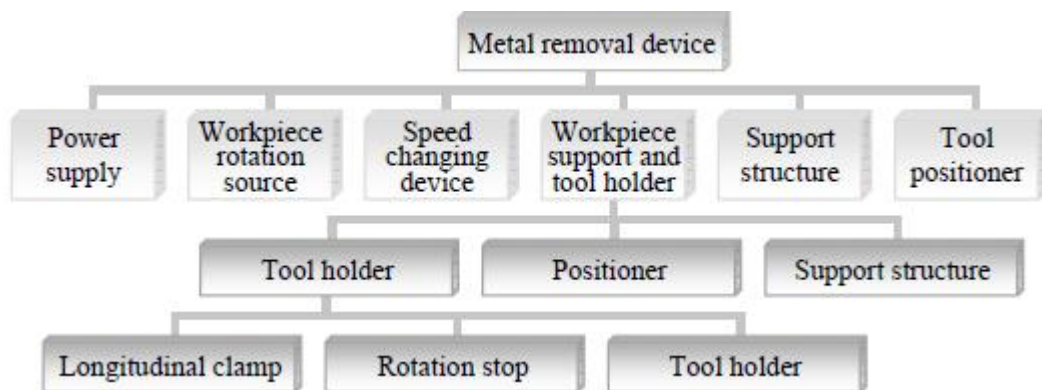 Metal removal device
Power
supply
Workpiece
rotation
source
Speed
changing
device
Workpiece
support and
tool holder
Support
structure
Tool
positioner
Tool holder
Positioner
Support structure
Longitudinal clamp
Rotation stop
Tool holder